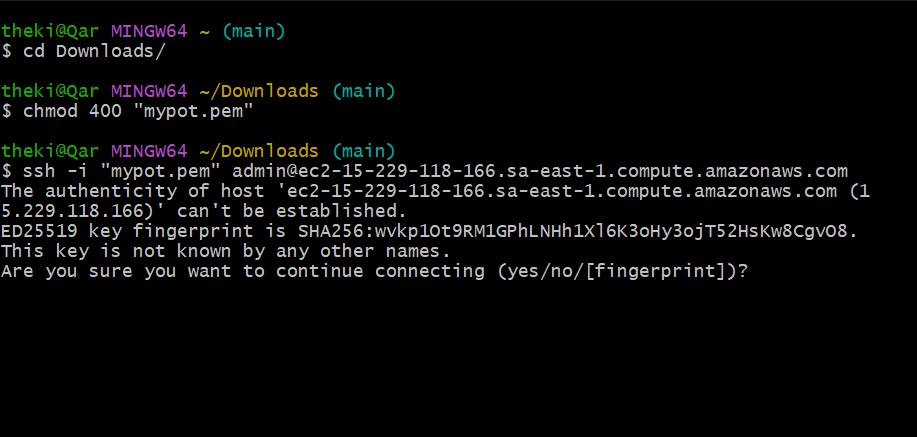 theki@Qar MINGW64 ~ (main)
$ cd Downloads/
theki@Qar MINGW64 ~/Downloads (main)
$ chmod 400 "mypot.pem"
theki@Qar MINGW64 ~/Downloads (main)
$ ssh -i "mypot.pem" admin@ec2-15-229-118-166.sa-east-1.compute.amazonaws.com
The authenticity of host 'ec2-15-229-118-166.sa-east-1.compute.amazonaws.com (1
5.229.118.166)' can't be established.
ED25519 key fingerprint is SHA256:wvkp1Ot9RM1GPhLNHh1Xl6K3oHy3ojT52HsKw8CgvO8.
This key is not known by any other names.
Are you sure you want to continue connecting (yes/no/[fingerprint])?